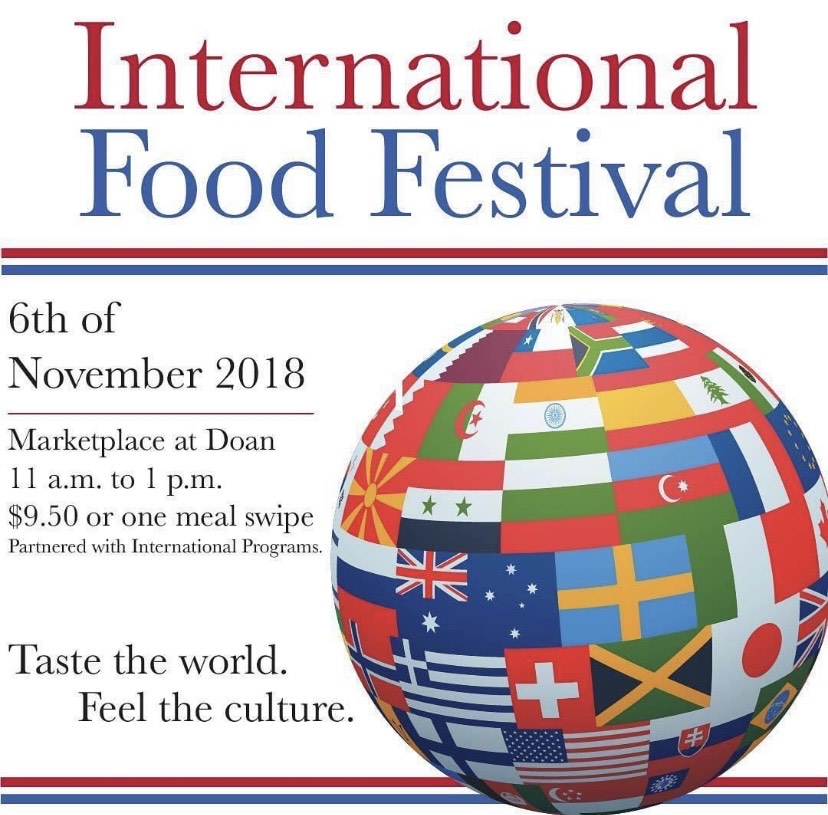 International
Food Festival
6th of
November 2018
Marketplace at Doan
11 a.m. to 1 p.m.
$9.50 or one meal swipe
Partnered with International Programs.
Taste the world.
Feel the culture.